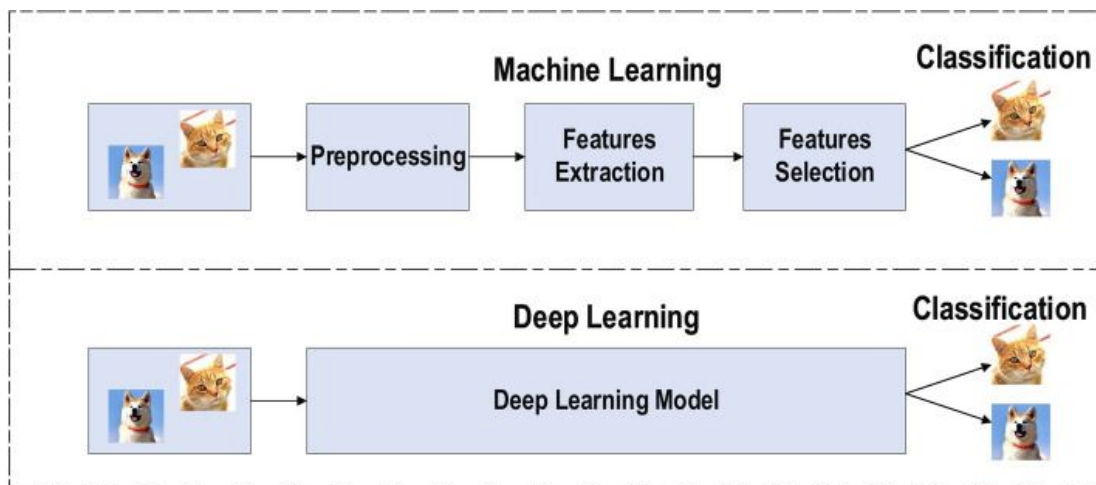 Machine Learning
Classification
Preprocessing
Features
Extraction
Features
Selection
Deep Learning
Classification
Deep Learning Model